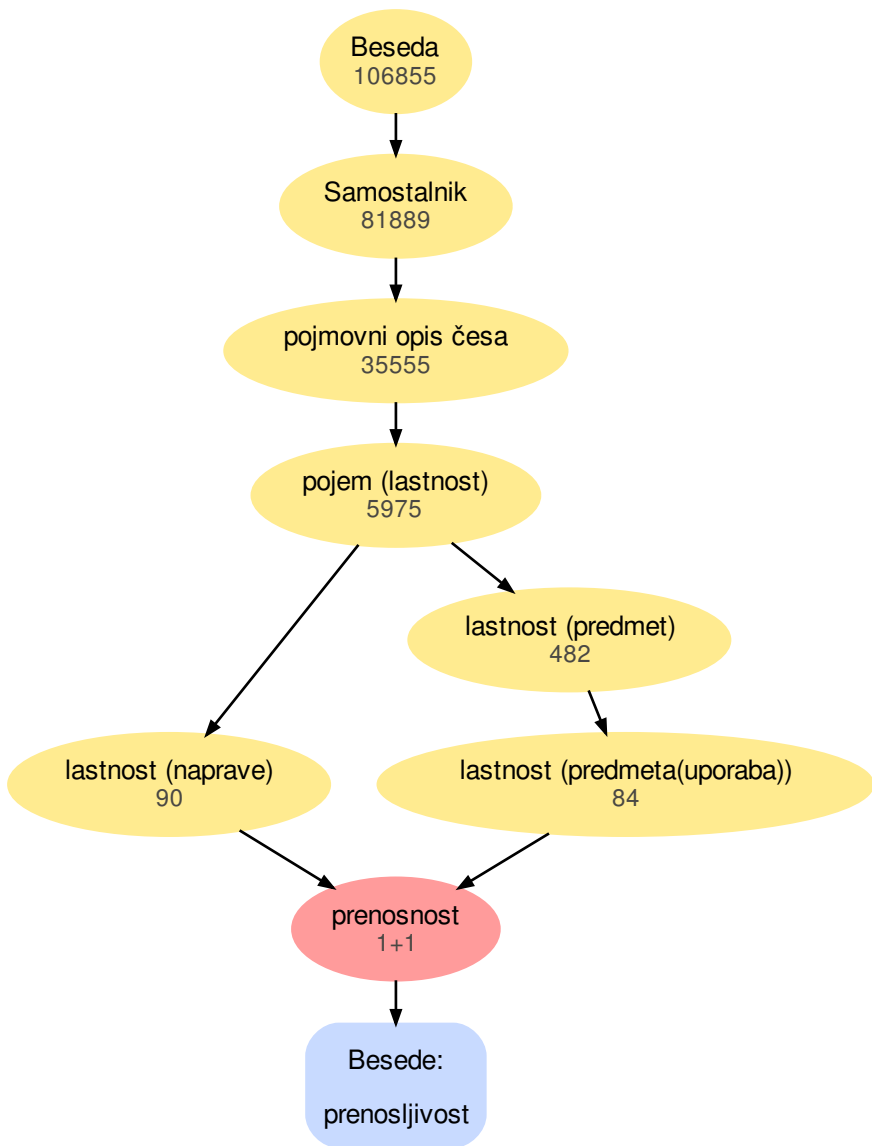 Beseda
106855
Samostalnik
81889
pojmovni opis česa
35555
pojem (lastnost)
5975
lastnost (predmet)
482
lastnost (naprave)
90
lastnost (predmeta(uporaba))
84
prenosnost
1+1
Besede:
prenosljivost